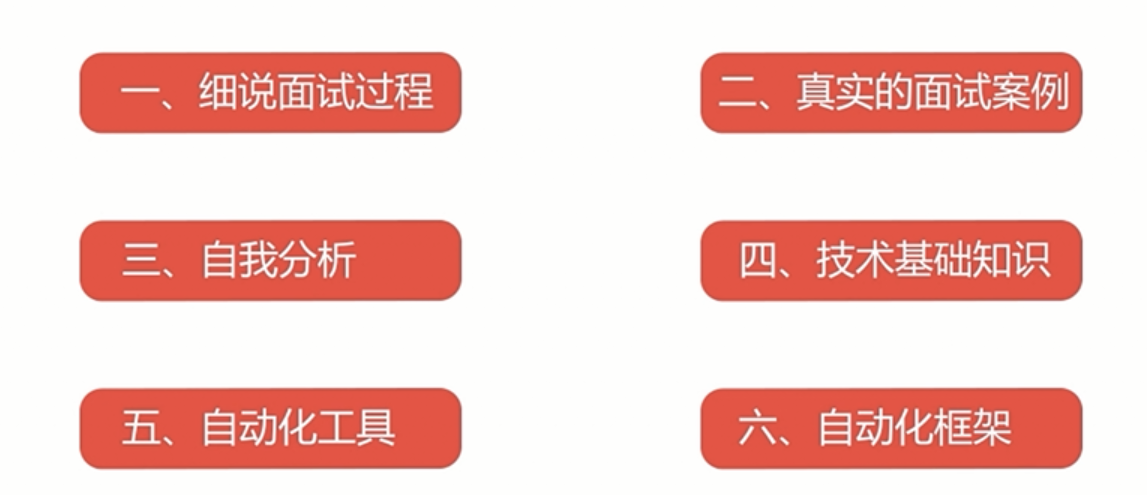 一、细说面试过程
二、真实的面试案例
三、自我分析
四、技术基础知识
五、自动化工具
六、自动化框架